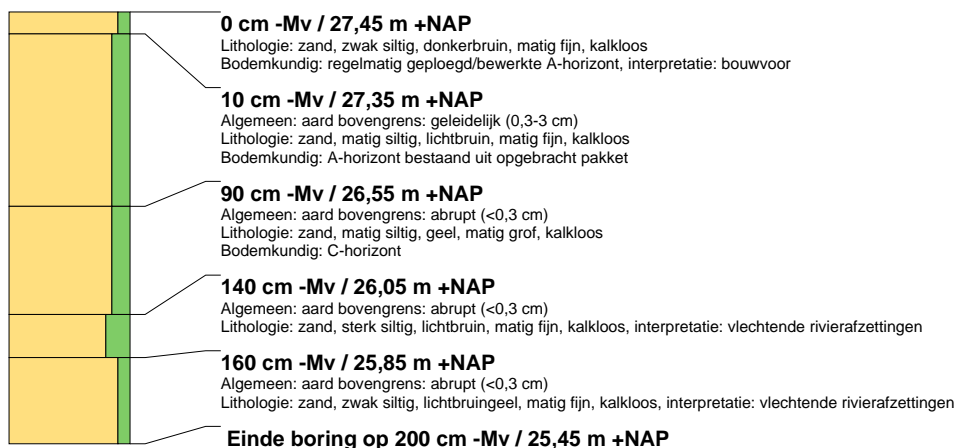 0 cm -Mv / 27,45 m +NAP
Lithologie: zand, zwak siltig, donkerbruin, matig fijn, kalkloos
Bodemkundig: regelmatig geploegd/bewerkte A-horizont, interpretatie: bouwvoor
10 cm -Mv / 27,35 m +NAP
Algemeen: aard bovengrens: geleidelijk (0,3-3 cm)
Lithologie: zand, matig siltig, lichtbruin, matig fijn, kalkloos
Bodemkundig: A-horizont bestaand uit opgebracht pakket
90 cm -Mv / 26,55 m +NAP
Algemeen: aard bovengrens: abrupt (<0,3 cm)
Lithologie: zand, matig siltig, geel, matig grof, kalkloos
Bodemkundig: C-horizont
140 cm -Mv / 26,05 m +NAP
Algemeen: aard bovengrens: abrupt (<0,3 cm)
Lithologie: zand, sterk siltig, lichtbruin, matig fijn, kalkloos, interpretatie: vlechtende rivierafzettingen
160 cm -Mv / 25,85 m +NAP
Algemeen: aard bovengrens: abrupt (<0,3 cm)
Lithologie: zand, zwak siltig, lichtbruingeel, matig fijn, kalkloos, interpretatie: vlechtende rivierafzettingen
Einde boring op 200 cm -Mv / 25,45 m +NAP